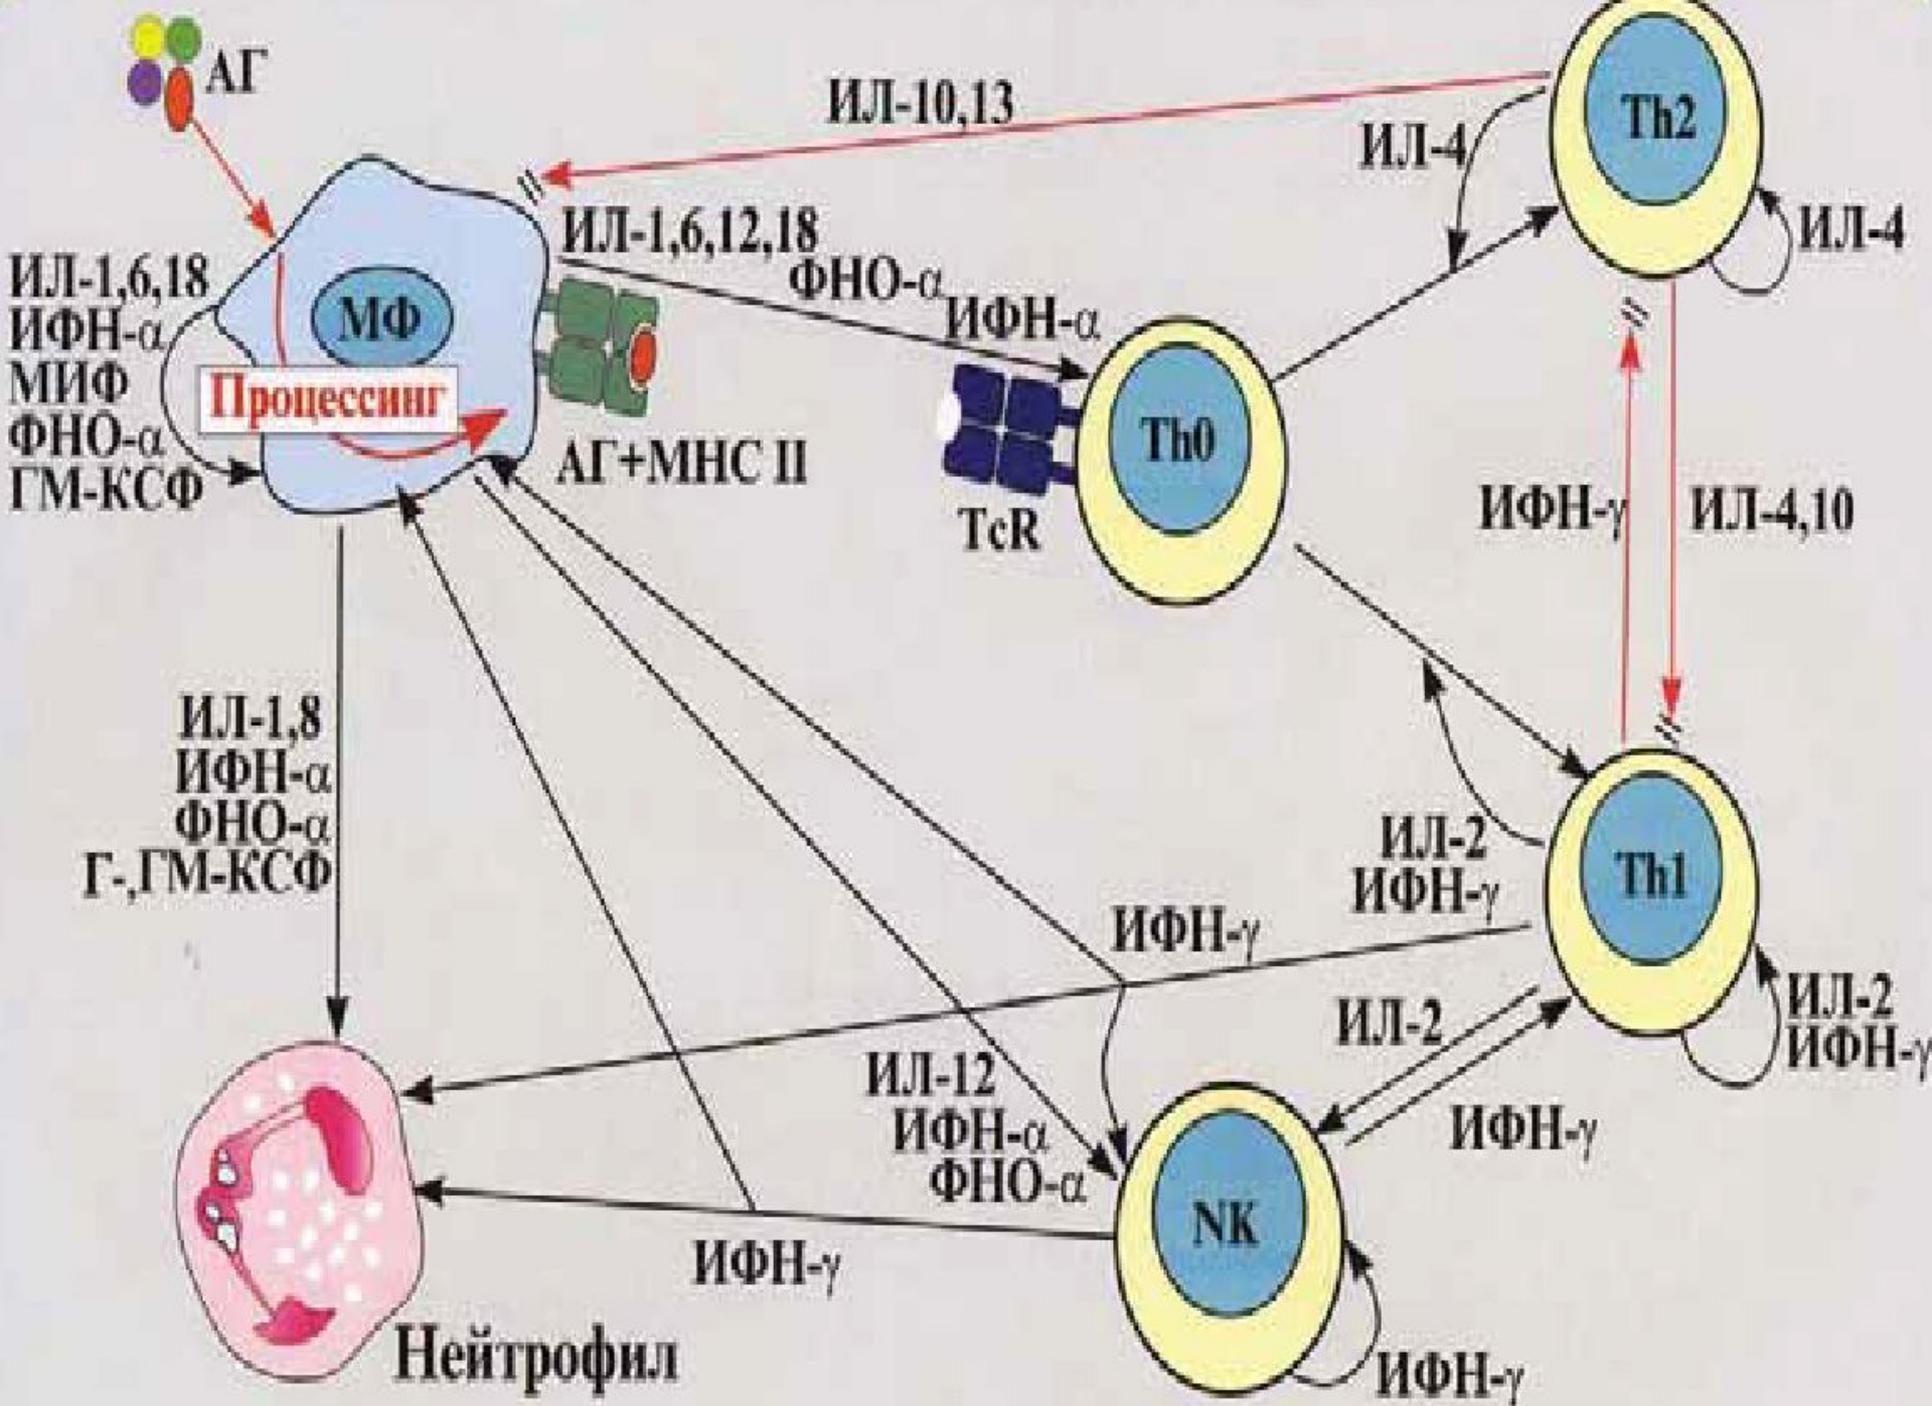 АГ
ИЛ-10,13
Th2
ИЛ-4
ИЛ-4
ИЛ-1,6,12,18
ФНО-α
ИФН-α
ИЛ-1,6,18
ИФН-α
МИФ
ФНО-α
ГМ-КСФ
МФ
Процессинг
АГ+МНС II
TcR
Th0
ИФН-γ
ИЛ-4,10
ИЛ-1,8
ИФН-α
ФНО-α
Г-,ГМ-КСФ
ИЛ-2
ИФН-γ
Th1
ИФН-γ
ИЛ-2
ИФН-γ
ИЛ-2
ИФН-γ
ИЛ-12
ИФН-α
ФНО-α
NK
ИФН-γ
ИФН-γ
Нейтрофил